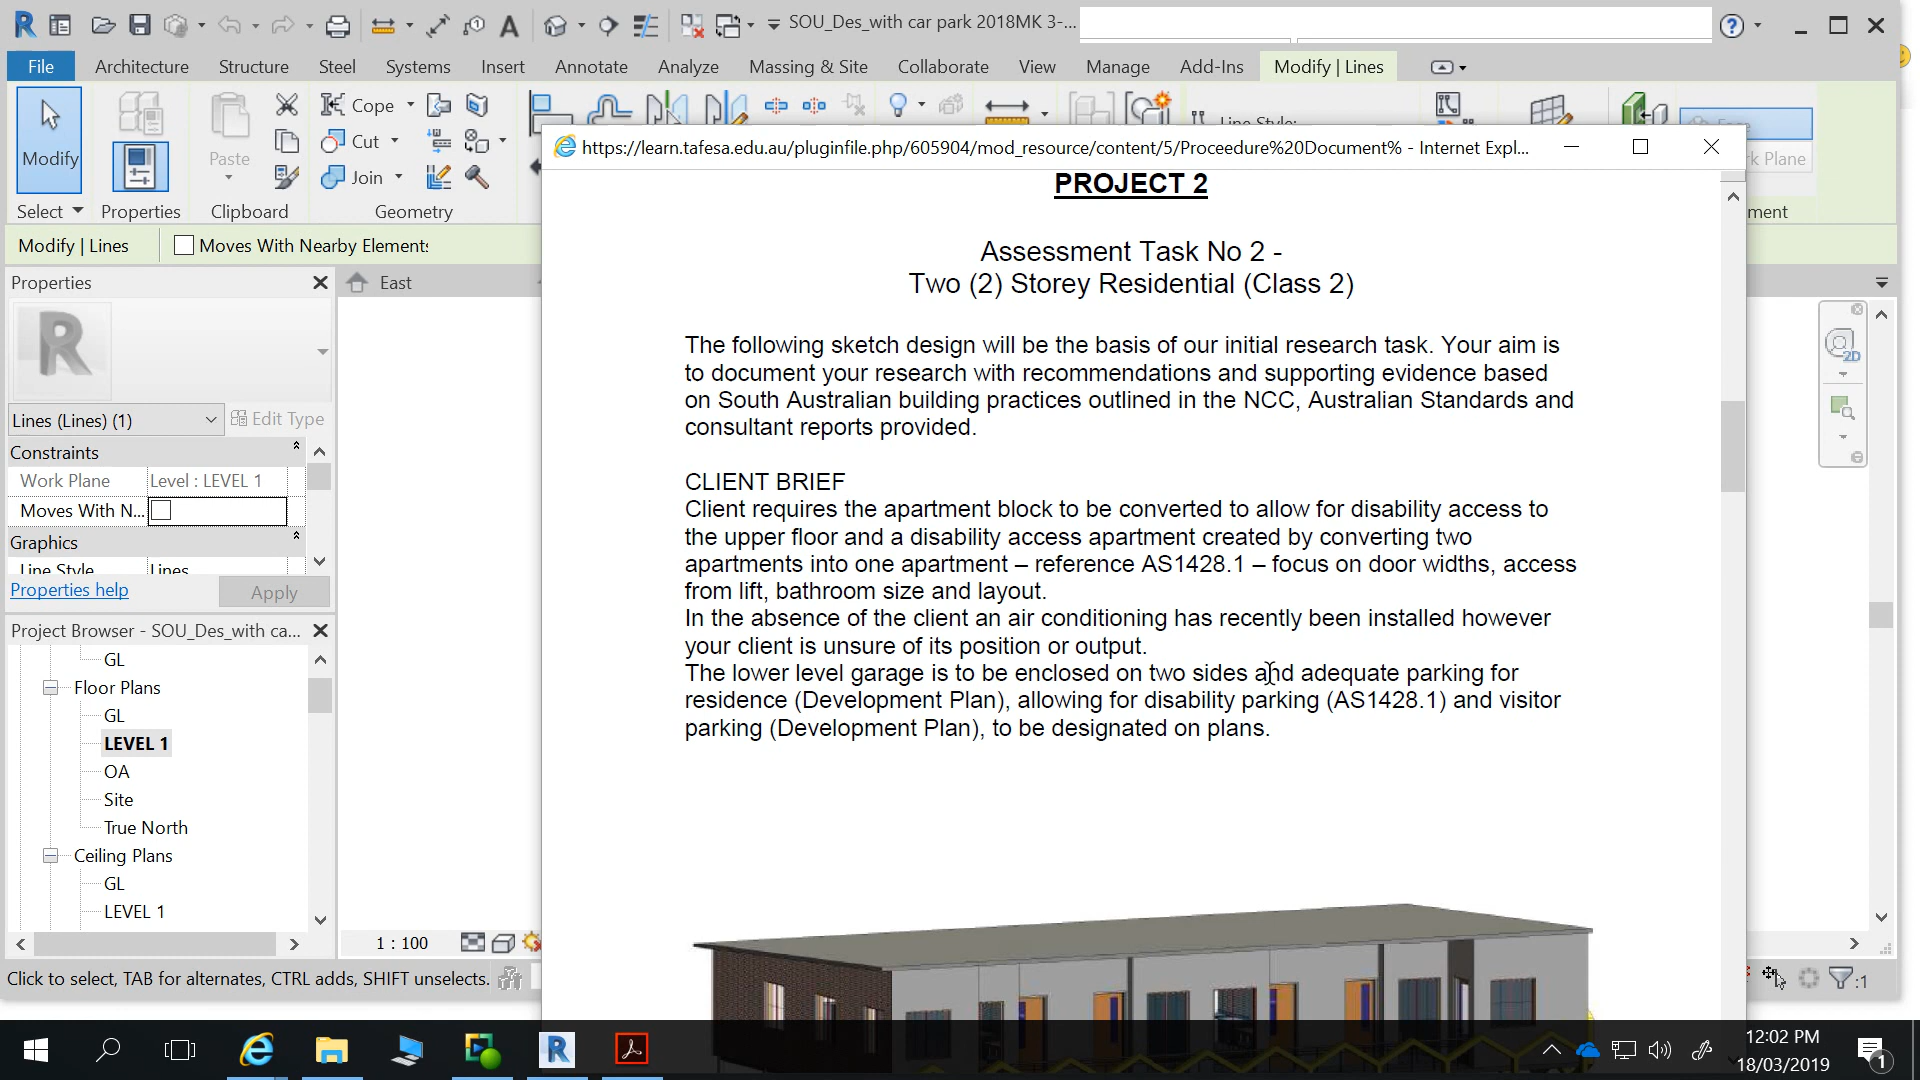 SOU_Des_with car park 2018MK 3-...
File Architecture Structure Steel Systems Insert Annotate Analyze Massing & Site Collaborate View Manage Add-Ins Modify | Lines
Modify
Paste
Cope
Cut
Join
Line Style:
Select Properties Clipboard Geometry
Modify | Lines Moves With Nearby Elements
Properties
East
Lines (Lines) (1) Edit Type
Constraints
Work Plane Level : LEVEL 1
Moves With N...
Graphics
Line Style Lines
Properties help Apply
Project Browser - SOU_Des_with ca...
GL
Floor Plans
GL
LEVEL 1
OA
Site
True North
Ceiling Plans
GL
LEVEL 1
1 : 100
Click to select, TAB for alternates, CTRL adds, SHIFT unselects.
:1
2D
https://learn.tafesa.edu.au/pluginfile.php/605904/mod_resource/content/5/Proceedure%20Document% - Internet Expl...
k Plane
ment
PROJECT 2
Assessment Task No 2 -
Two (2) Storey Residential (Class 2)
The following sketch design will be the basis of our initial research task. Your aim is
to document your research with recommendations and supporting evidence based
on South Australian building practices outlined in the NCC, Australian Standards and
consultant reports provided.
CLIENT BRIEF
Client requires the apartment block to be converted to allow for disability access to
the upper floor and a disability access apartment created by converting two
apartments into one apartment – reference AS1428.1 – focus on door widths, access
from lift, bathroom size and layout.
In the absence of the client an air conditioning has recently been installed however
your client is unsure of its position or output.
The lower level garage is to be enclosed on two sides and adequate parking for
residence (Development Plan), allowing for disability parking (AS1428.1) and visitor
parking (Development Plan), to be designated on plans.
12:02 PM
18/03/2019
1